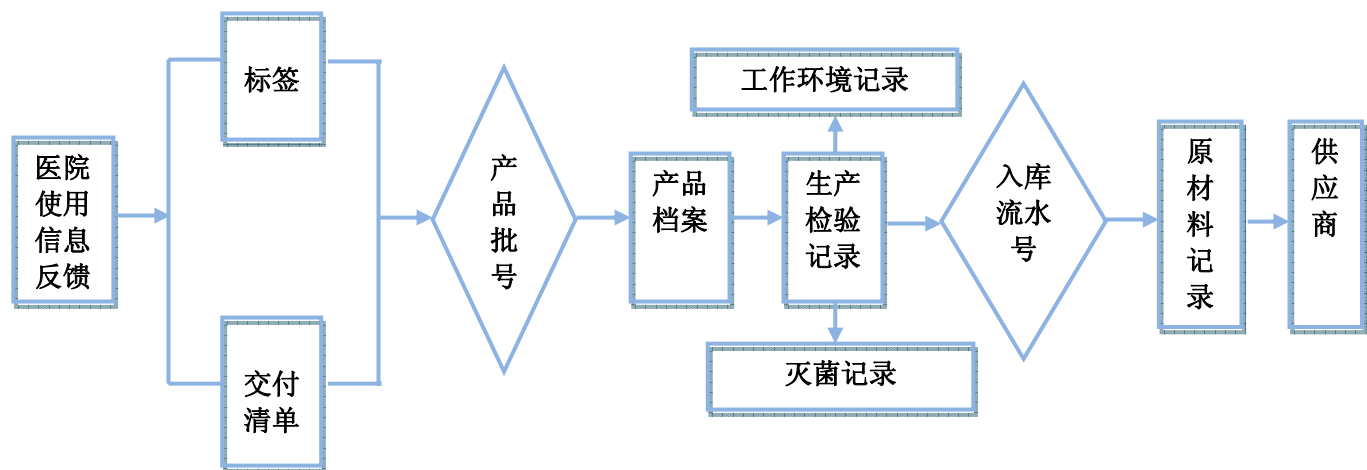 医院
使用
信息
反馈
标签
交付
清单
产
品
批
号
产品
档案
工作环境记录
生产
检验
记录
灭菌记录
入库
流水
号
原
材
料
记
录
供
应
商